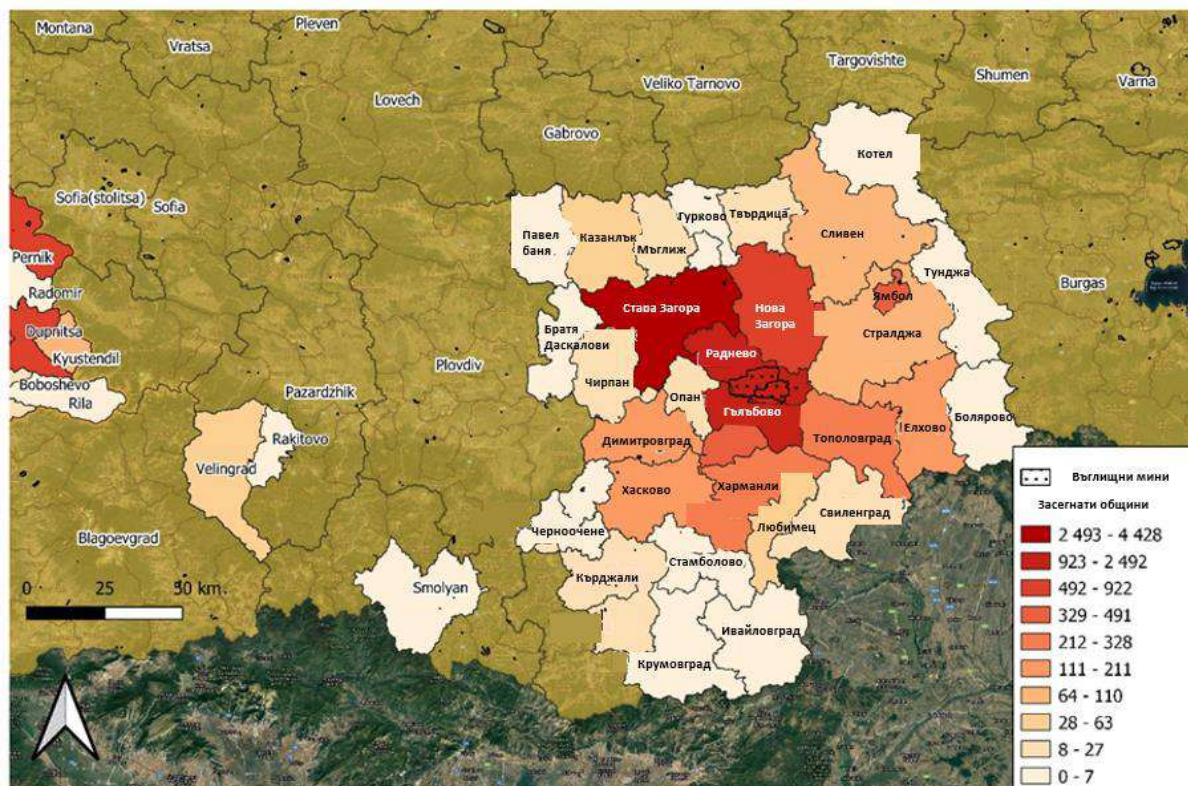 Montana
Vratsa
Pleven
Lovech
Veliko Tarnovo
Targovishte
Shumen
Varna
Gabrovo
Котел
Sofia(stolitsa)
Sofia
Павел
баня
Казанлък
Мъглиж
Гурково
Твърдица
Сливен
Тунджа
Burgas
Pernik
Radomir
Dupnitsa
Kyustendil
Boboshevo
Rila
Plovdiv
Pazardzhik
Братя
Даскалови
Става Загора
Нова
Загора
Ямбол
Стралджа
Раднево
Чирпан
Опан
Гълъбово
Димитровград
Тополовград
Елхово
Болярово
Rakitovo
Velingrad
Хасково
Харманли
Любимец
Свиленград
Blagoevgrad
Черноочене
Стамболово
Smolyan
Кърджали
Ивайловград
Крумовград
0 25 50 km
Въглищни мини
Засегнати общини
2 493 - 4 428
923 - 2 492
492 - 922
329 - 491
212 - 328
111 - 211
64 - 110
28 - 63
8 - 27
0 - 7